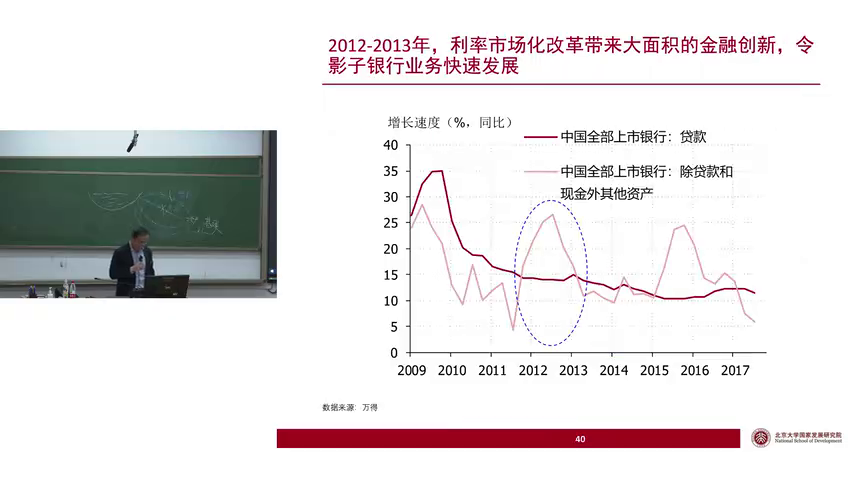 2012-2013年，利率市场化改革带来大面积的金融创新，令
影子银行业务快速发展
增长速度（%，同比）
中国全部上市银行：贷款
中国全部上市银行：除贷款和
现金外其他资产
40
35
30
25
20
15
10
5
0
2009 2010 2011 2012 2013 2014 2015 2016 2017
数据来源：万得
40
北京大学国家发展研究院
National School of Development